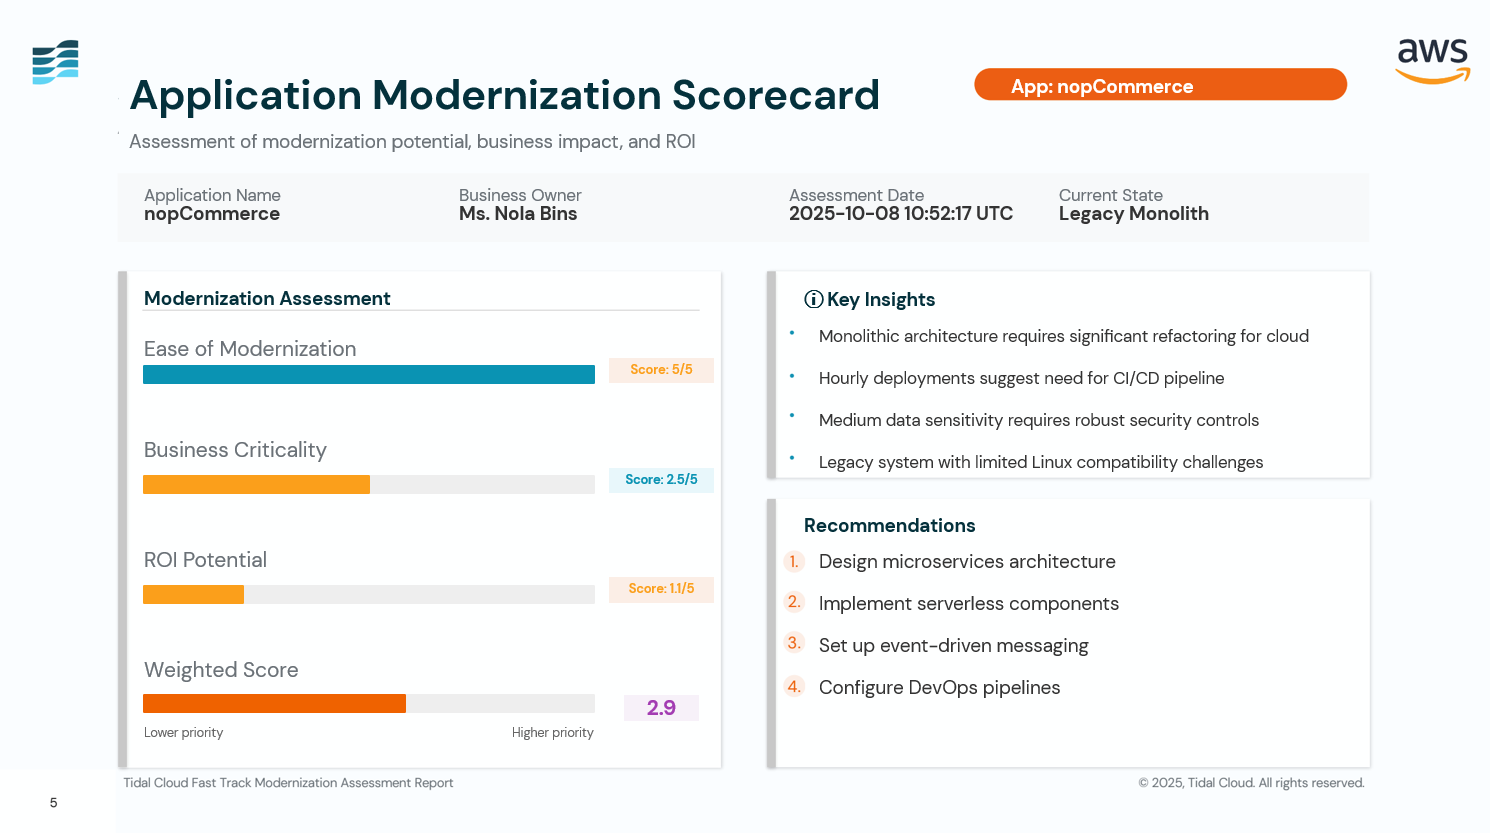 aws
Application Modernization Scorecard
App: nopCommerce
Assessment of modernization potential, business impact, and ROI
Application Name
nopCommerce
Business Owner
Ms. Nola Bins
Assessment Date
2025-10-08 10:52:17 UTC
Current State
Legacy Monolith
Modernization Assessment
Ease of Modernization
Score: 5/5
Business Criticality
Score: 2.5/5
ROI Potential
Score: 1.1/5
Weighted Score
2.9
Lower priority
Higher priority
Key Insights
• Monolithic architecture requires significant refactoring for cloud
• Hourly deployments suggest need for CI/CD pipeline
• Medium data sensitivity requires robust security controls
• Legacy system with limited Linux compatibility challenges
Recommendations
1. Design microservices architecture
2. Implement serverless components
3. Set up event-driven messaging
4. Configure DevOps pipelines
Tidal Cloud Fast Track Modernization Assessment Report
© 2025, Tidal Cloud. All rights reserved.
5